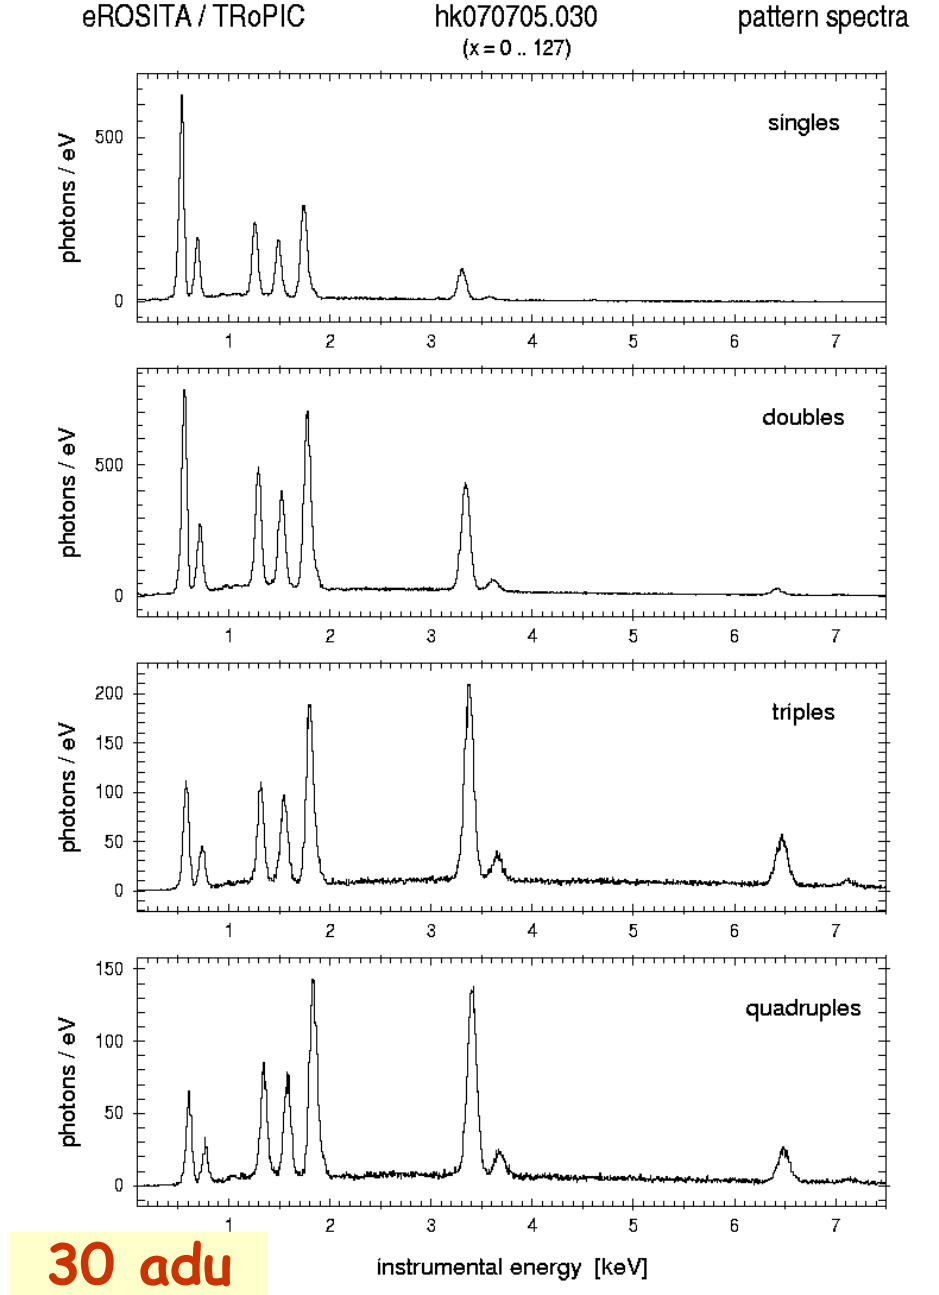 eROSITA / TRoPIC hk070705.030 pattern spectra
(x = 0 .. 127)
singles
photons / eV
500
0
1 2 3 4 5 6 7
doubles
photons / eV
500
0
1 2 3 4 5 6 7
triples
photons / eV
200
150
100
50
0
1 2 3 4 5 6 7
quadruples
photons / eV
150
100
50
0
1 2 3 4 5 6 7
30 adu
instrumental energy [keV]